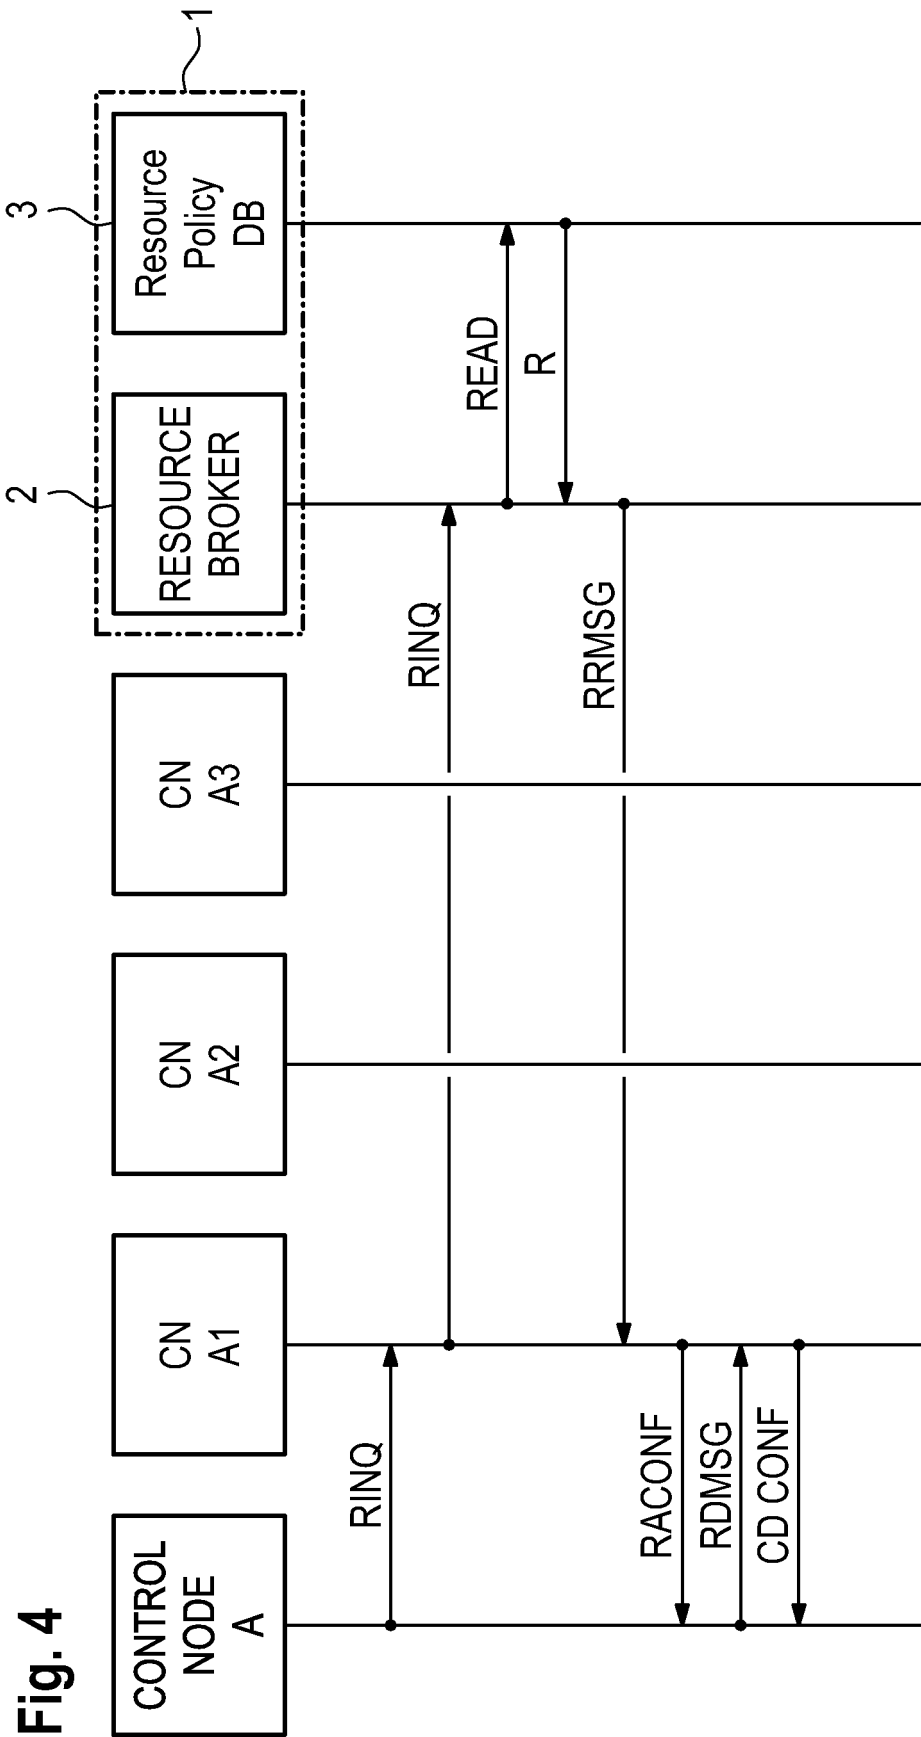 Fig. 4
CONTROL
NODE
A
CN
A1
CN
A2
CN
A3
RESOURCE
BROKER
Resource
Policy
DB
2
3
1
RINQ
RINQ
READ
R
RRMSG
RACONF
RDMSG
CD CONF